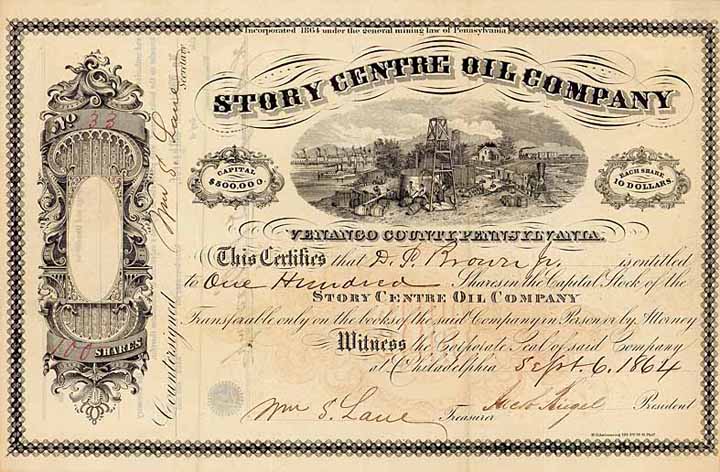 Incorporated 1864 under the general mining law of Pennsylvania
STORY CENTRE OIL COMPANY
No 33
CAPITAL
$500.000.
EACH SHARE
10 DOLLARS
VENANGO COUNTY PENNSYLVANIA.
This Certifies that D. P. Brown Jr. is entitled
to One Hundred Shares in the Capital Stock of the
STORY CENTRE OIL COMPANY
Transferable only on the books of the said Company in Person or by Attorney
Witness the Corporate Seal of said Company
at Philadelphia Sept. 6, 1864
100 SHARES
Countersigned
Wm S. Lane Treasurer Jacob Riegel President
Wm S. Lane
Secretary